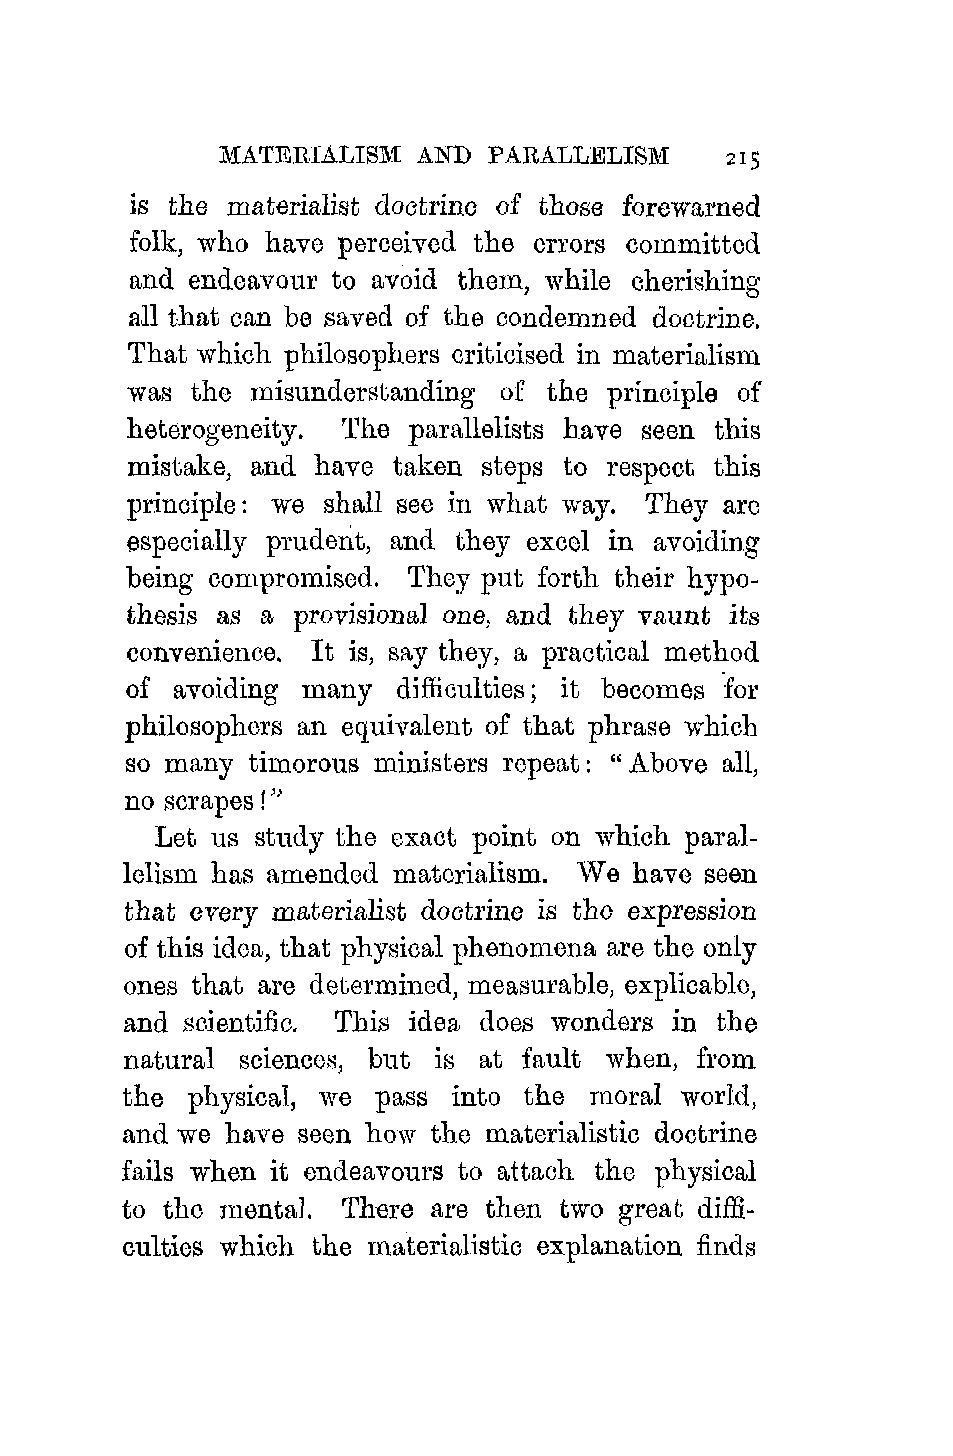 MATERIALISM AND PARALLELISM 215
is the materialist doctrine of those forewarned
folk, who have perceived the errors committed
and endeavour to avoid them, while cherishing
all that can be saved of the condemned doctrine.
That which philosophers criticised in materialism
was the misunderstanding of the principle of
heterogeneity. The parallelists have seen this
mistake, and have taken steps to respect this
principle: we shall see in what way. They are
especially prudent, and they excel in avoiding
being compromised. They put forth their hypo-
thesis as a provisional one, and they vaunt its
convenience. It is, say they, a practical method
of avoiding many difficulties; it becomes for
philosophers an equivalent of that phrase which
so many timorous ministers repeat: "Above all,
no scrapes!"
Let us study the exact point on which paral-
lelism has amended materialism. We have seen
that every materialist doctrine is the expression
of this idea, that physical phenomena are the only
ones that are determined, measurable, explicable,
and scientific. This idea does wonders in the
natural sciences, but is at fault when, from
the physical, we pass into the moral world,
and we have seen how the materialistic doctrine
fails when it endeavours to attach the physical
to the mental. There are then two great diffi-
culties which the materialistic explanation finds